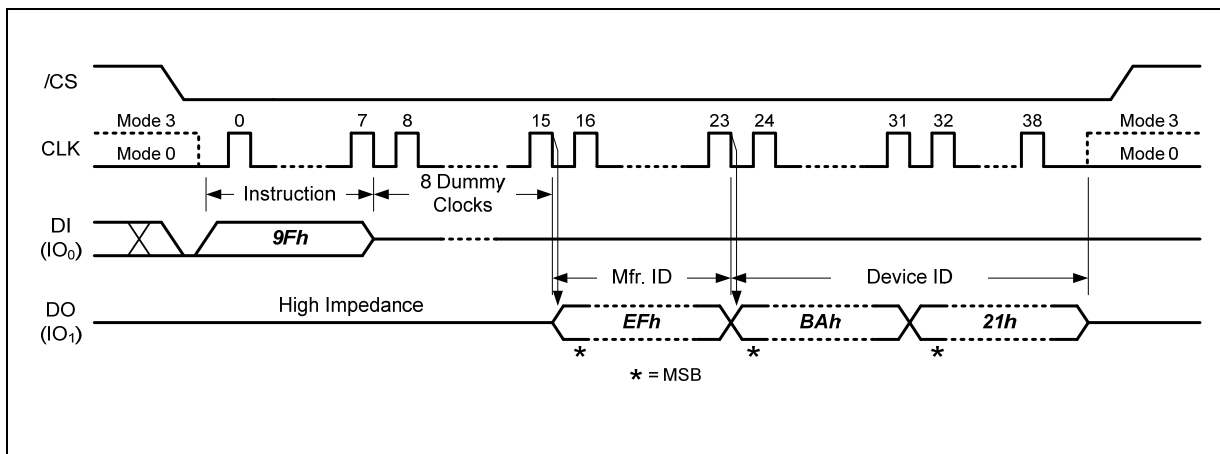 /CS
Mode 3 0 7 8 15 16 23 24 31 32 38 Mode 3
CLK Mode 0 Mode 0
Instruction 8 Dummy Clocks
DI (IO0) 9Fh
Mfr. ID Device ID
DO (IO1) High Impedance EFh BAh 21h
* * *
* = MSB